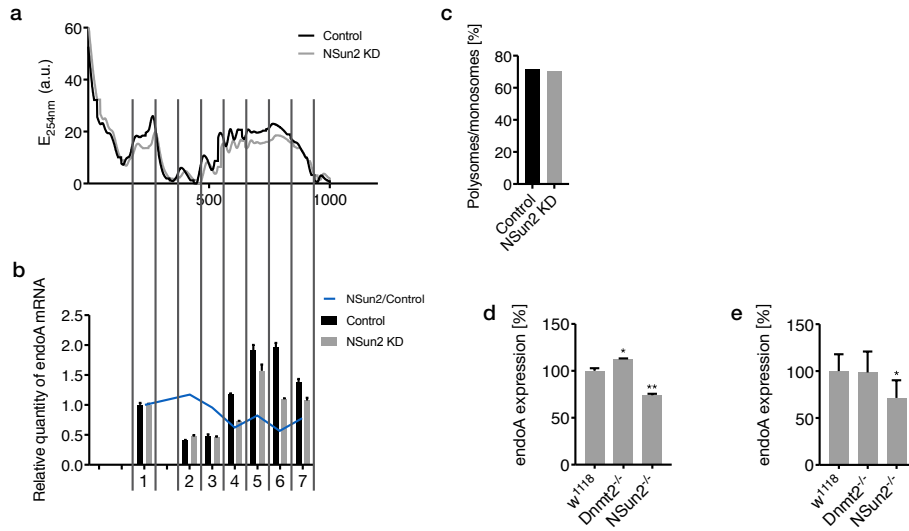 a
E254nm (a.u.)
60
40
20
0
500
1000
Control
NSun2 KD
c
Polysomes/monosomes [%]
80
60
40
20
0
Control
NSun2 KD
b
Relative quantity of endoA mRNA
2.5
2.0
1.5
1.0
0.5
0.0
1
2
3
4
5
6
7
NSun2/Control
Control
NSun2 KD
d
endoA expression [%]
150
100
50
0
*
**
w1118
Dnmt2-/-
NSun2-/-
e
endoA expression [%]
150
100
50
0
*
w1118
Dnmt2-/-
NSun2-/-